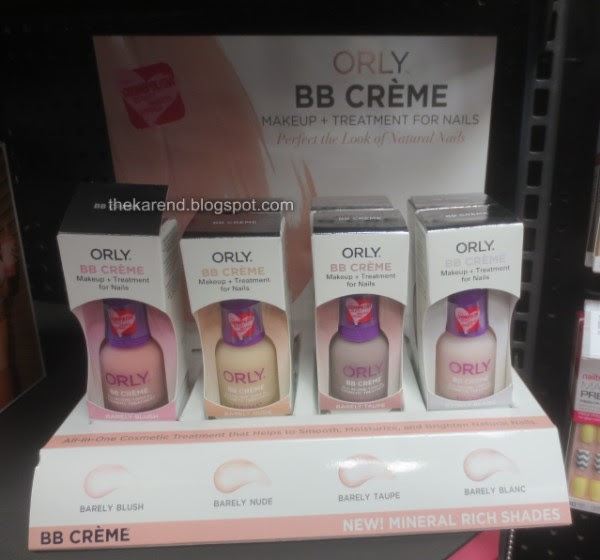 ORLY
BB CRÈME
MAKEUP + TREATMENT FOR NAILS
Perfect the Look of Natural Nails
thekarend.blogspot.com
ORLY
BB CRÈME
Makeup + Treatment
for Nails
ORLY
BB CRÈME
BARELY BLUSH
ORLY
BB CRÈME
Makeup + Treatment
for Nails
ORLY
BB CRÈME
BARELY NUDE
ORLY
BB CRÈME
Makeup + Treatment
for Nails
ORLY
BB CRÈME
BARELY TAUPE
ORLY
BB CRÈME
Makeup + Treatment
for Nails
ORLY
BB CRÈME
All-in-One Cosmetic Treatment that Helps to Smooth, Moisturize, and Brighten Natural Nails.
BARELY BLUSH
BARELY NUDE
BARELY TAUPE
BARELY BLANC
BB CRÈME
NEW! MINERAL RICH SHADES